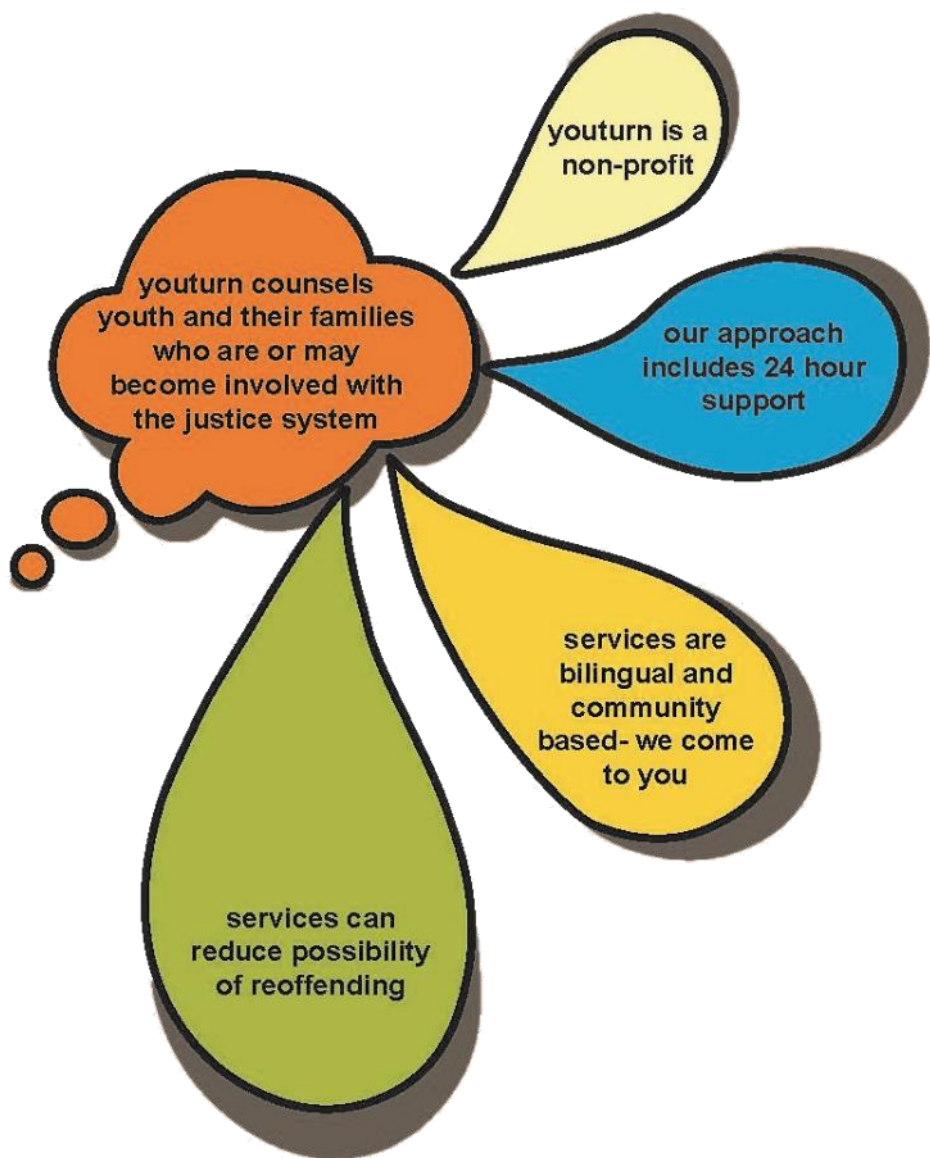 youturn is a
non-profit
youturn counsels
youth and their families
who are or may
become involved with
the justice system
our approach
includes 24 hour
support
services are
bilingual and
community
based- we come
to you
services can
reduce possibility
of reoffending